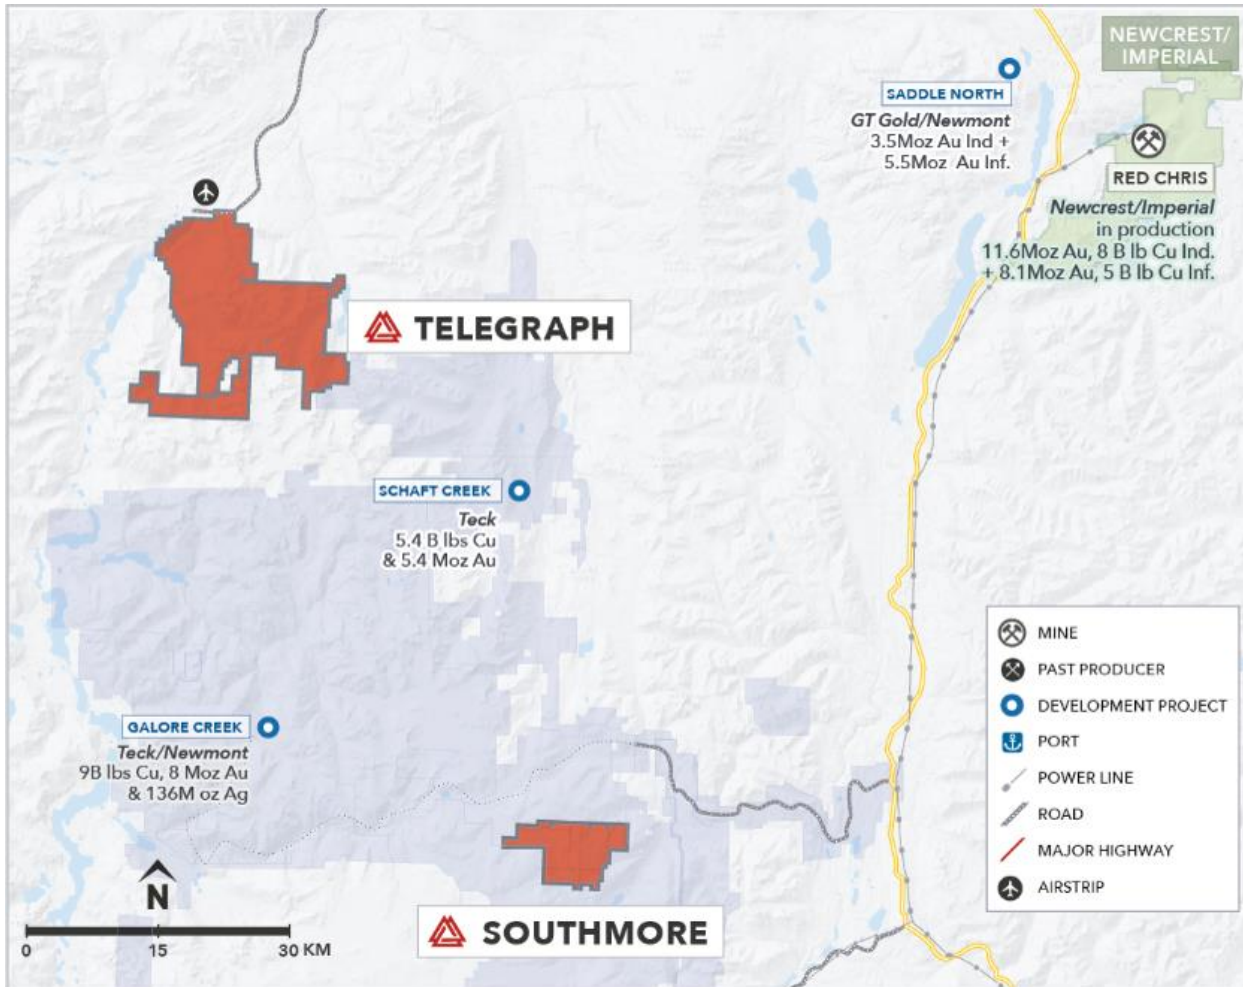 NEWCREST/
IMPERIAL
SADDLE NORTH
GT Gold/Newmont
3.5Moz Au Ind +
5.5Moz Au Inf.
RED CHRIS
Newcrest/Imperial
in production
11.6Moz Au, 8 B lb Cu Ind.
+ 8.1Moz Au, 5 B lb Cu Inf.
TELEGRAPH
SCHAFT CREEK
Teck
5.4 B lbs Cu
& 5.4 Moz Au
GALORE CREEK
Teck/Newmont
9B lbs Cu, 8 Moz Au
& 136M oz Ag
SOUTHMORE
N
0 15 30 KM
MINE
PAST PRODUCER
DEVELOPMENT PROJECT
PORT
POWER LINE
ROAD
MAJOR HIGHWAY
AIRSTRIP